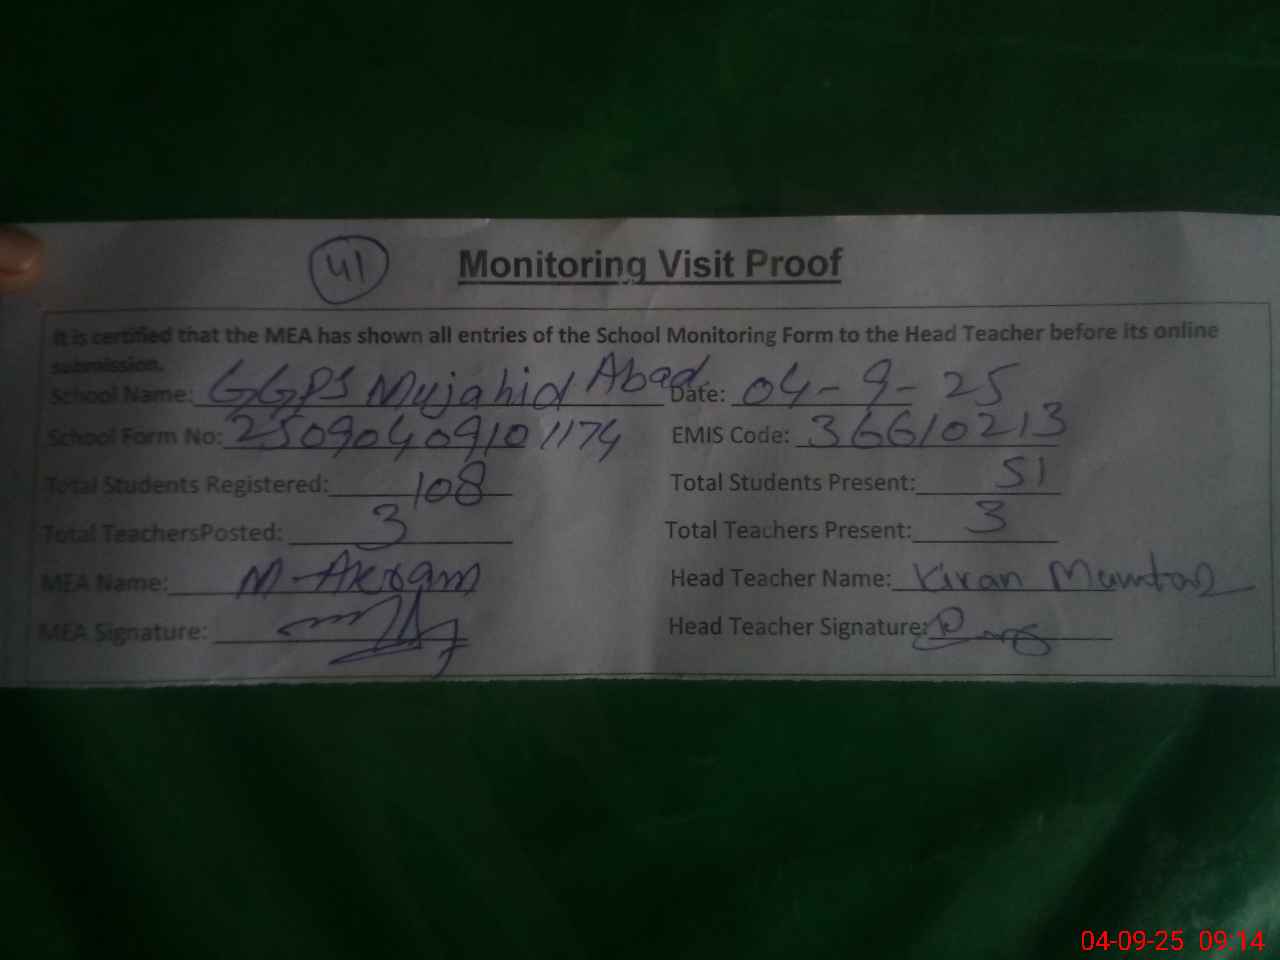 41
Monitoring Visit Proof
It is certified that the MEA has shown all entries of the School Monitoring Form to the Head Teacher before its online
submission.
School Name: GGPS Mujahid Abad Date: 04-9-25
School Form No: 25090409101174 EMIS Code: 36610213
Total Students Registered: 108 Total Students Present: 51
Total TeachersPosted: 3 Total Teachers Present: 3
MEA Name: M-Akram Head Teacher Name: Kiran Mumtaz
MEA Signature: Head Teacher Signature:
04-09-25 09:14